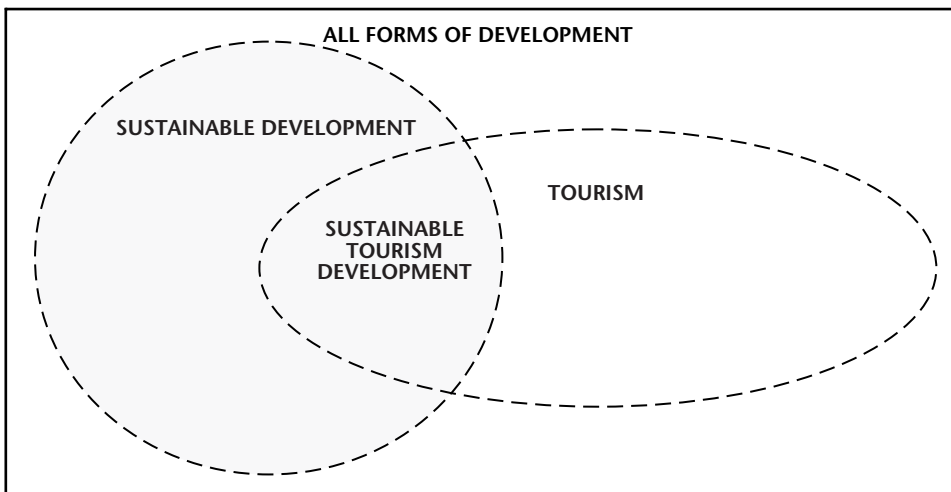 ALL FORMS OF DEVELOPMENT
SUSTAINABLE DEVELOPMENT
TOURISM
SUSTAINABLE
TOURISM
DEVELOPMENT